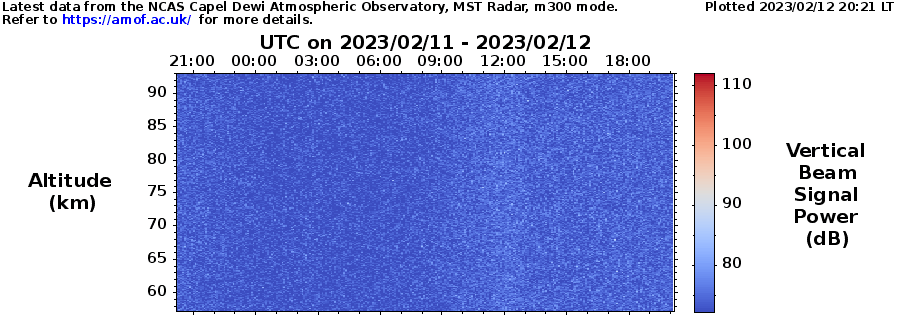 Latest data from the NCAS Capel Dewi Atmospheric Observatory, MST Radar, m300 mode.
Plotted 2023/02/12 20:21 LT
Refer to https://amof.ac.uk/ for more details.
UTC on 2023/02/11 - 2023/02/12
21:00 00:00 03:00 06:00 09:00 12:00 15:00 18:00
90
85
80
75
70
65
60
Altitude
(km)
110
100
90
80
Vertical
Beam
Signal
Power
(dB)